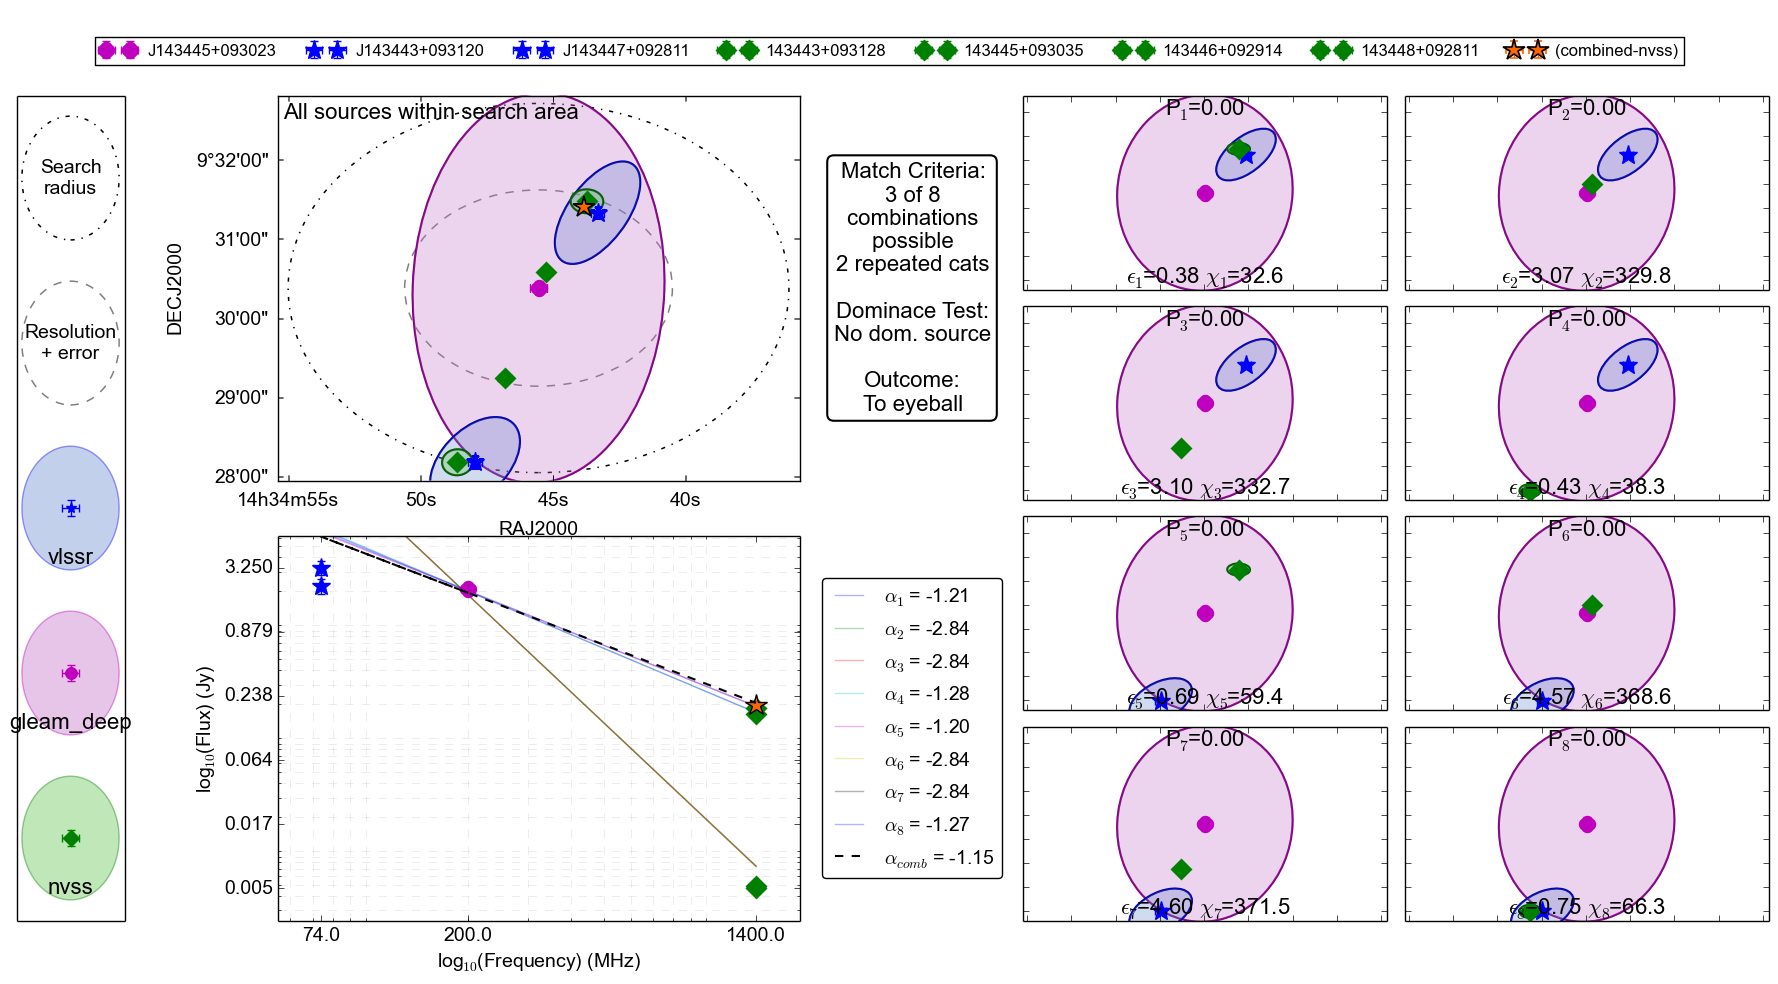 J143445+093023 J143443+093120 J143447+092811 143443+093128 143445+093035 143446+092914 143448+092811 (combined-nvss)
Search
radius
Resolution
+ error
vlssr
gleam_deep
nvss
All sources within search area
DECJ2000
9°32'00"
31'00"
30'00"
29'00"
28'00"
14h34m55s 50s 45s 40s
RAJ2000
Match Criteria:
3 of 8
combinations
possible
2 repeated cats
Dominace Test:
No dom. source
Outcome:
To eyeball
log10(Flux) (Jy)
3.250
0.879
0.238
0.064
0.017
0.005
74.0 200.0 1400.0
log10(Frequency) (MHz)
α1 = -1.21
α2 = -2.84
α3 = -2.84
α4 = -1.28
α5 = -1.20
α6 = -2.84
α7 = -2.84
α8 = -1.27
αcomb = -1.15
P1=0.00
ϵ1=0.38 χ1=32.6
P2=0.00
ϵ2=3.07 χ2=329.8
P3=0.00
ϵ3=3.10 χ3=332.7
P4=0.00
ϵ4=0.43 χ4=38.3
P5=0.00
ϵ5=0.69 χ5=59.4
P6=0.00
ϵ6=4.57 χ6=368.6
P7=0.00
ϵ7=4.60 χ7=371.5
P8=0.00
ϵ8=0.75 χ8=66.3